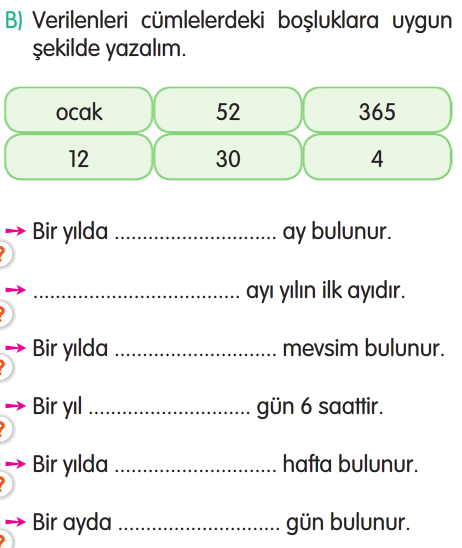 B) Verilenleri cümlelerdeki boşluklara uygun
şekilde yazalım.
ocak 52 365
12 30 4
→ Bir yılda ............................. ay bulunur.
→ ..................................... ayı yılın ilk ayıdır.
→ Bir yılda ............................. mevsim bulunur.
→ Bir yıl ............................. gün 6 saattir.
→ Bir yılda ............................. hafta bulunur.
→ Bir ayda ............................. gün bulunur.